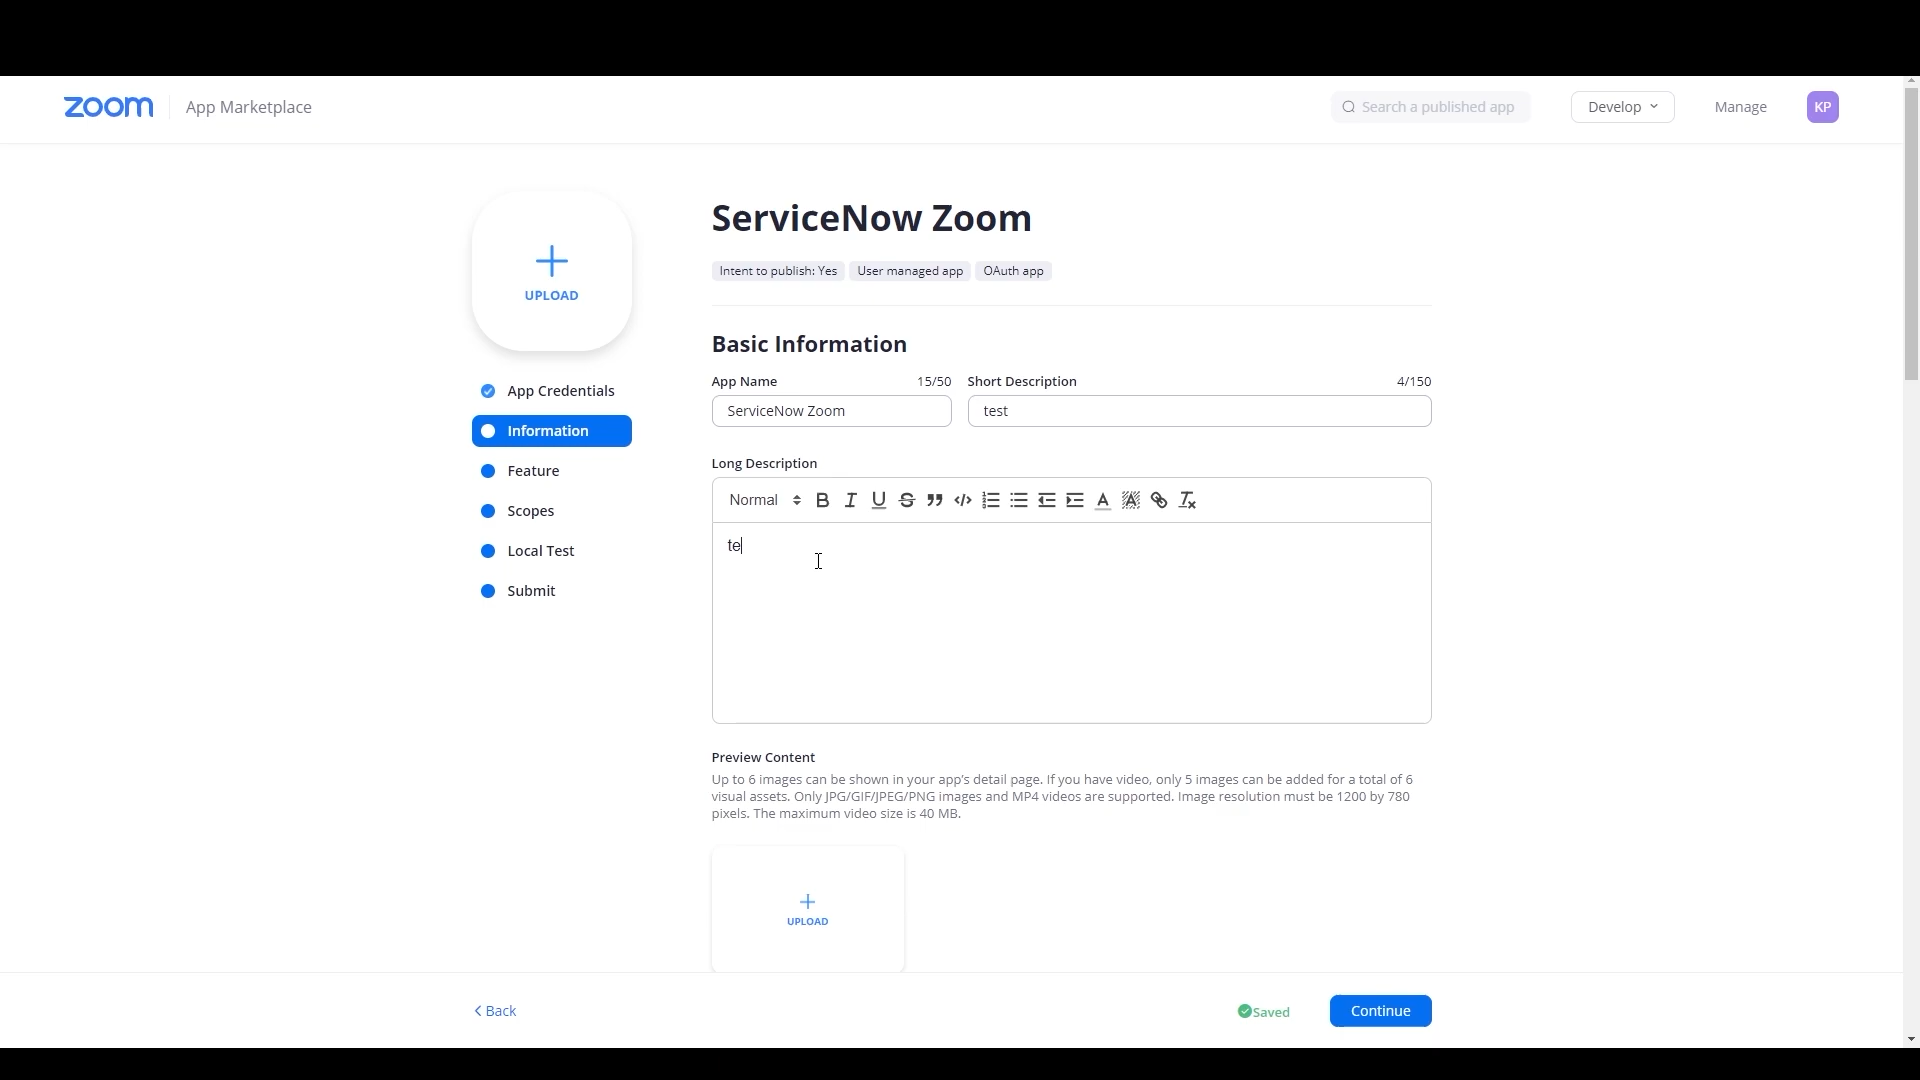 zoom App Marketplace Search a published app Develop Manage KP
UPLOAD
ServiceNow Zoom
Intent to publish: Yes User managed app OAuth app
Basic Information
App Name 15/50 Short Description 4/150
ServiceNow Zoom test
App Credentials
Information
Feature
Scopes
Local Test
Submit
Long Description
Normal
te
Preview Content
Up to 6 images can be shown in your app's detail page. If you have video, only 5 images can be added for a total of 6
visual assets. Only JPG/GIF/JPEG/PNG images and MP4 videos are supported. Image resolution must be 1200 by 780
pixels. The maximum video size is 40 MB.
UPLOAD
Back Saved Continue